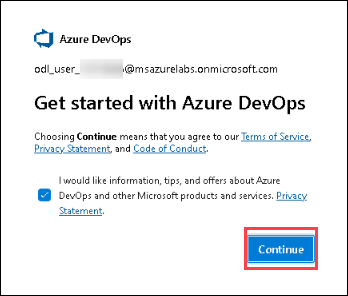 Azure DevOps
odl_user_@msazurelabs.onmicrosoft.com
Get started with Azure DevOps
Choosing Continue means that you agree to our Terms of Service,
Privacy Statement, and Code of Conduct.
I would like information, tips, and offers about Azure
DevOps and other Microsoft products and services. Privacy
Statement.
Continue